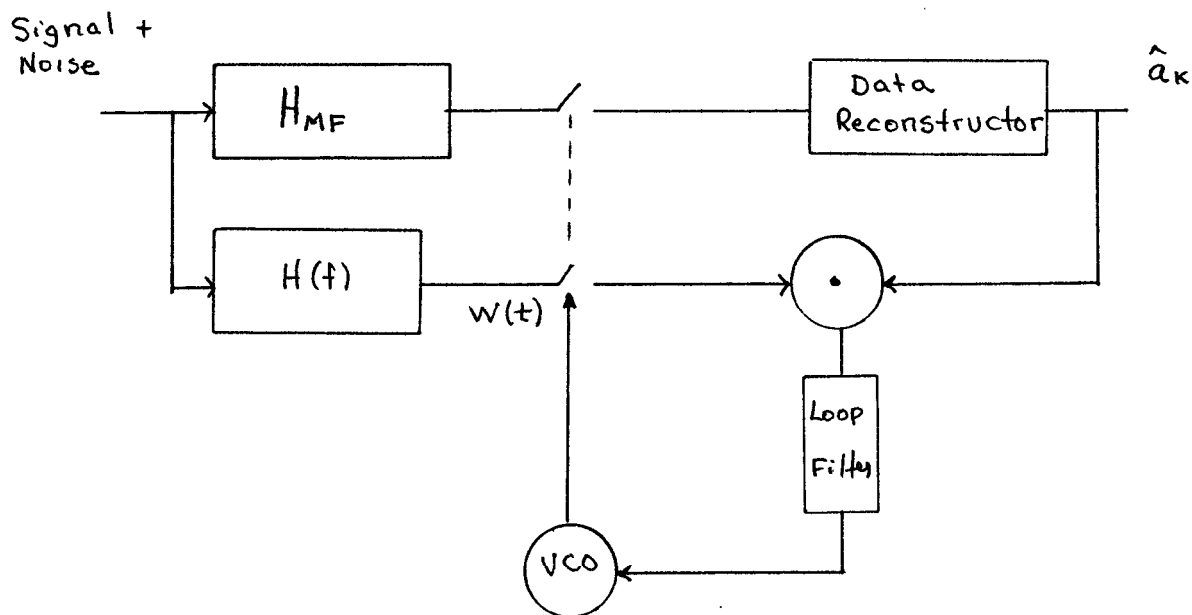 Signal +
Noise
H_MF
Data
Reconstructor
â_K
H(f)
W(t)
Loop
Filter
VCO